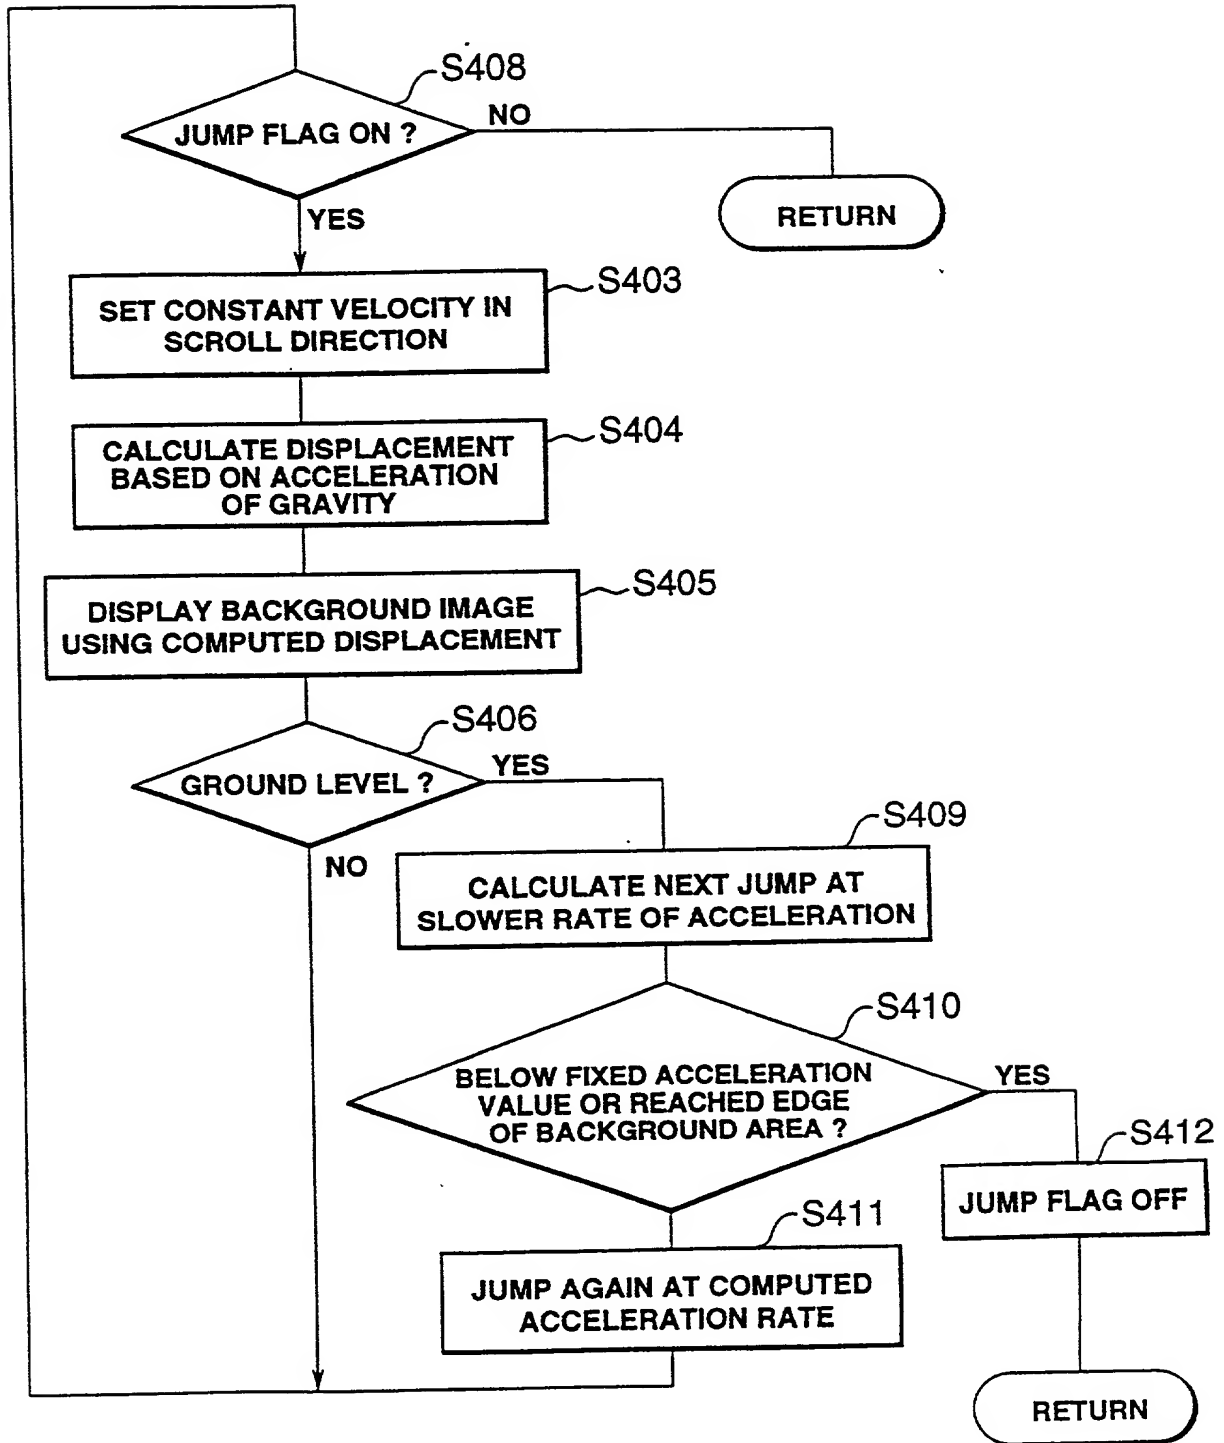 S408
JUMP FLAG ON ?
NO
RETURN
YES
S403
SET CONSTANT VELOCITY IN
SCROLL DIRECTION
S404
CALCULATE DISPLACEMENT
BASED ON ACCELERATION
OF GRAVITY
S405
DISPLAY BACKGROUND IMAGE
USING COMPUTED DISPLACEMENT
S406
GROUND LEVEL ?
YES
NO
S409
CALCULATE NEXT JUMP AT
SLOWER RATE OF ACCELERATION
S410
BELOW FIXED ACCELERATION
VALUE OR REACHED EDGE
OF BACKGROUND AREA ?
YES
S412
JUMP FLAG OFF
S411
JUMP AGAIN AT COMPUTED
ACCELERATION RATE
RETURN